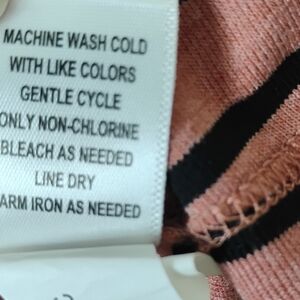 MACHINE WASH COLD
WITH LIKE COLORS
GENTLE CYCLE
ONLY NON-CHLORINE
BLEACH AS NEEDED
LINE DRY
ARM IRON AS NEEDED